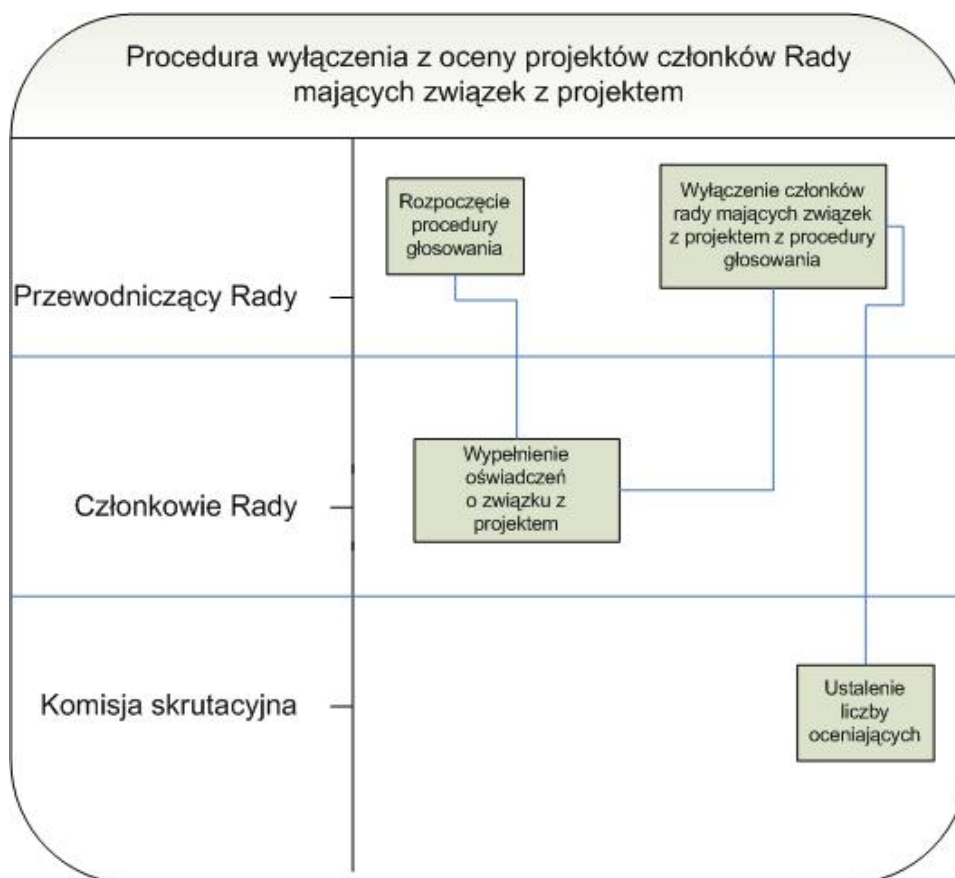 Procedura wyłączenia z oceny projektów członków Rady
mających związek z projektem
Rozpoczęcie
procedury
głosowania
Wyłączenie członków
rady mających związek
z projektem z procedury
głosowania
Przewodniczący Rady
Wypełnienie
oświadczeń
o związku z
projektem
Członkowie Rady
Komisja skrutacyjna
Ustalenie
liczby
oceniających